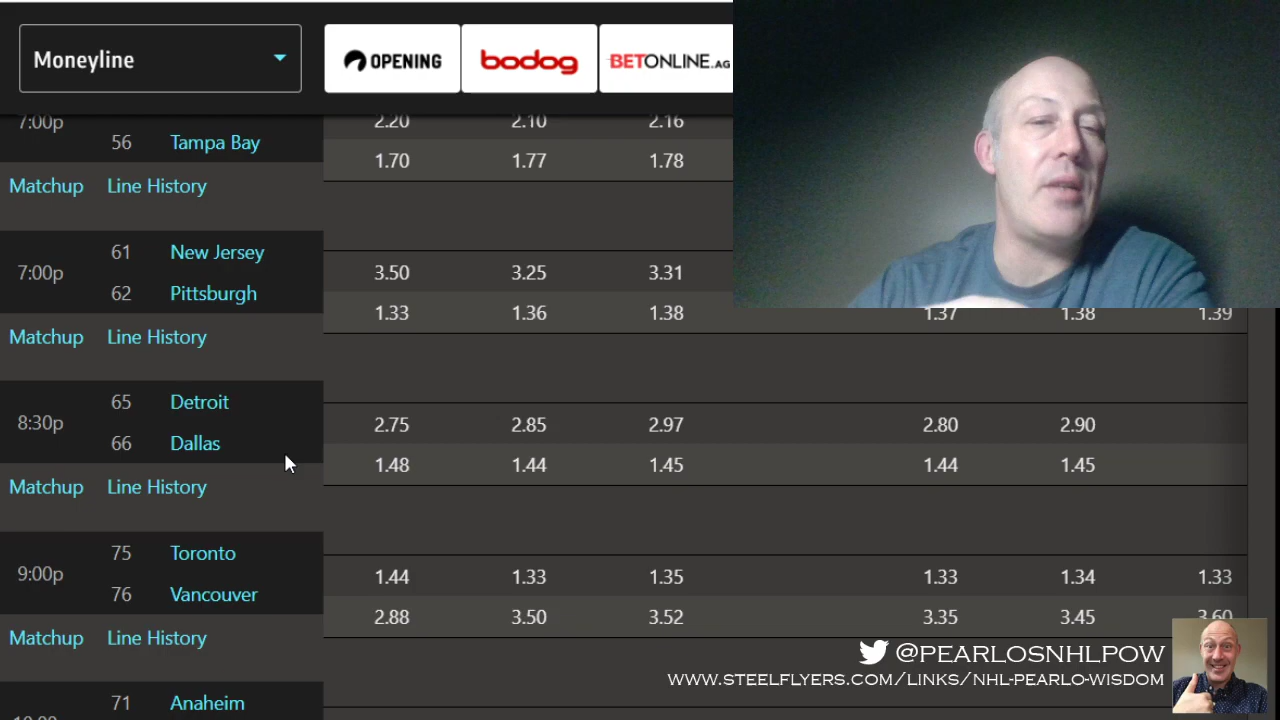 Moneyline OPENING bodog BETONLINE.AG
7:00p 2.20 2.10 2.16
56 Tampa Bay 1.70 1.77 1.78
Matchup Line History
61 New Jersey
7:00p 3.50 3.25 3.31
62 Pittsburgh 1.33 1.36 1.38 1.37 1.38 1.39
Matchup Line History
65 Detroit 2.75 2.85 2.97 2.80 2.90
8:30p
66 Dallas 1.48 1.44 1.45 1.44 1.45
Matchup Line History
75 Toronto 1.44 1.33 1.35 1.33 1.34 1.33
9:00p
76 Vancouver 2.88 3.50 3.52 3.35 3.45 3.60
Matchup Line History
@PEARLOSNHLPOW
WWW.STEELFLYERS.COM/LINKS/NHL-PEARLO-WISDOM
71 Anaheim